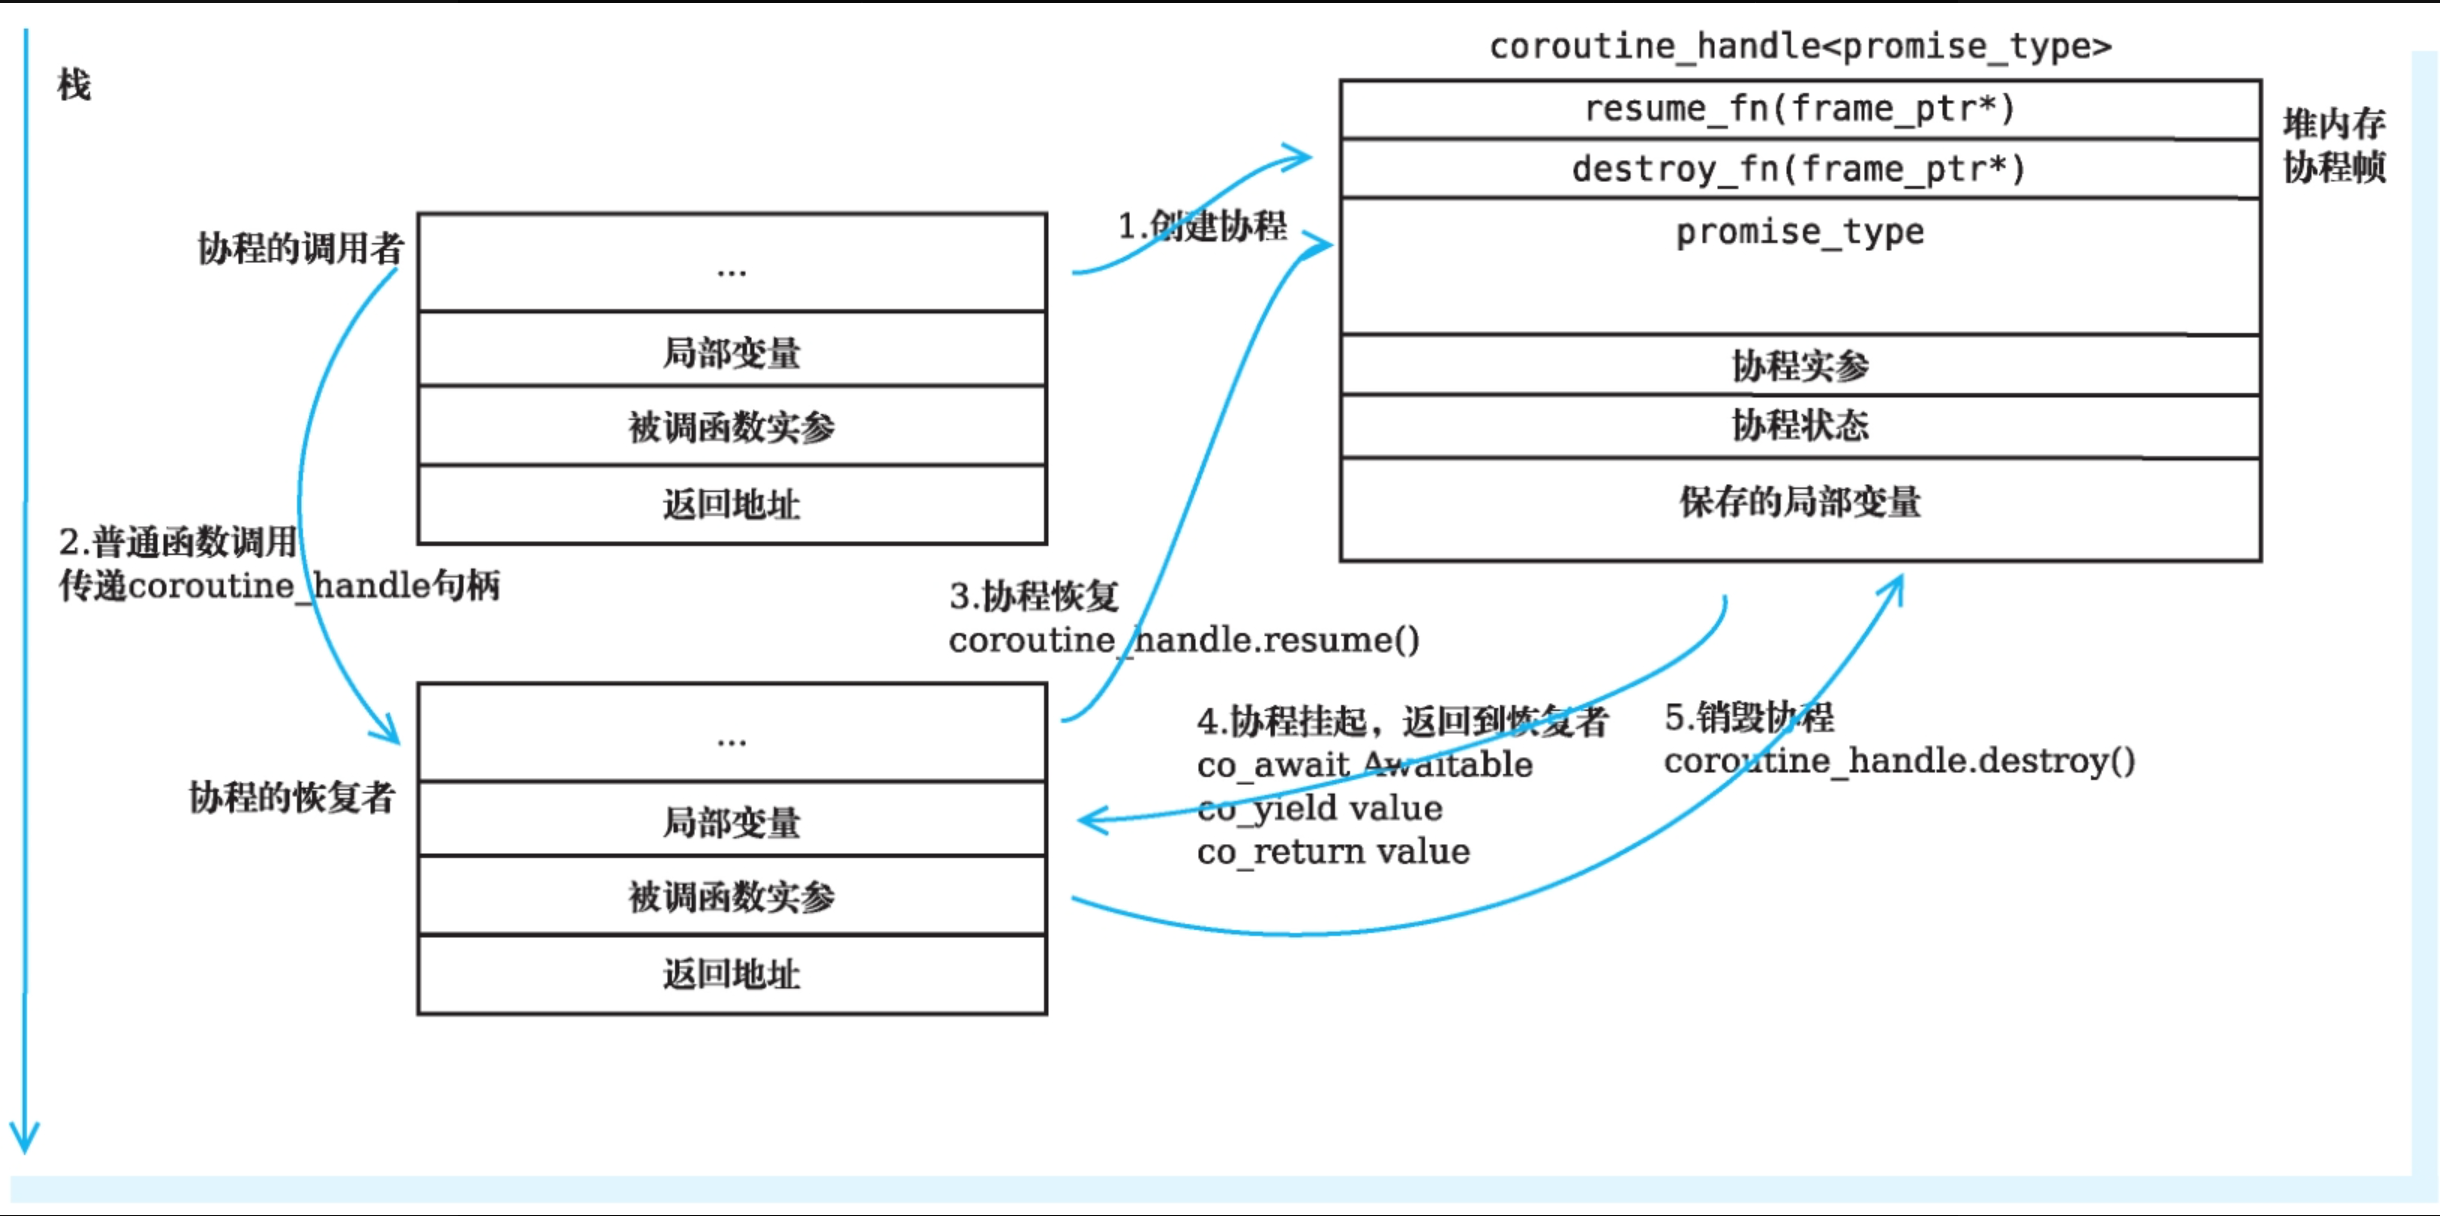 栈
coroutine_handle<promise_type>
resume_fn(frame_ptr*)
destroy_fn(frame_ptr*)
promise_type
协程实参
协程状态
保存的局部变量
堆内存
协程帧
协程的调用者
...
局部变量
被调函数实参
返回地址
1.创建协程
2.普通函数调用
传递coroutine_handle句柄
3.协程恢复
coroutine_handle.resume()
协程的恢复者
...
局部变量
被调函数实参
返回地址
4.协程挂起，返回到恢复者
co_await Awaitable
co_yield value
co_return value
5.销毁协程
coroutine_handle.destroy()